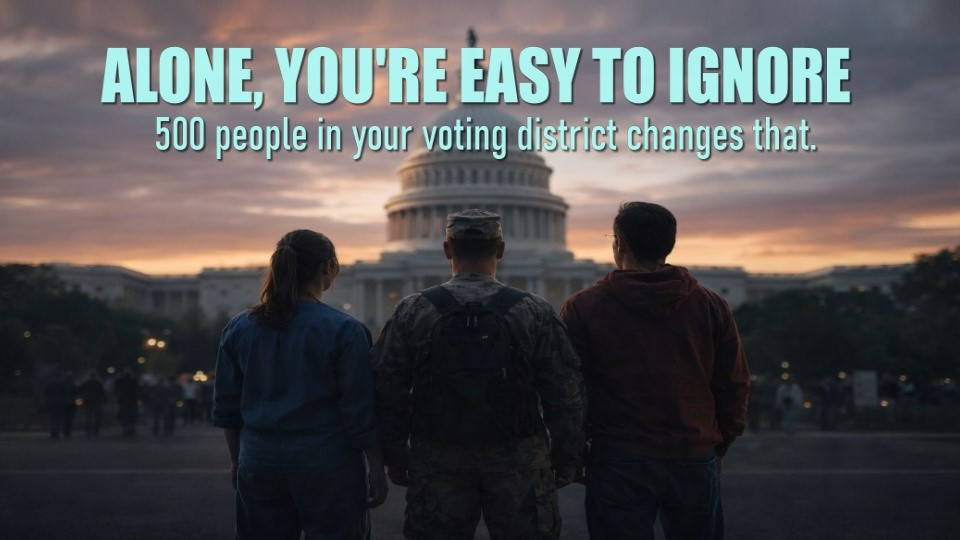 ALONE, YOU'RE EASY TO IGNORE
500 people in your voting district changes that.